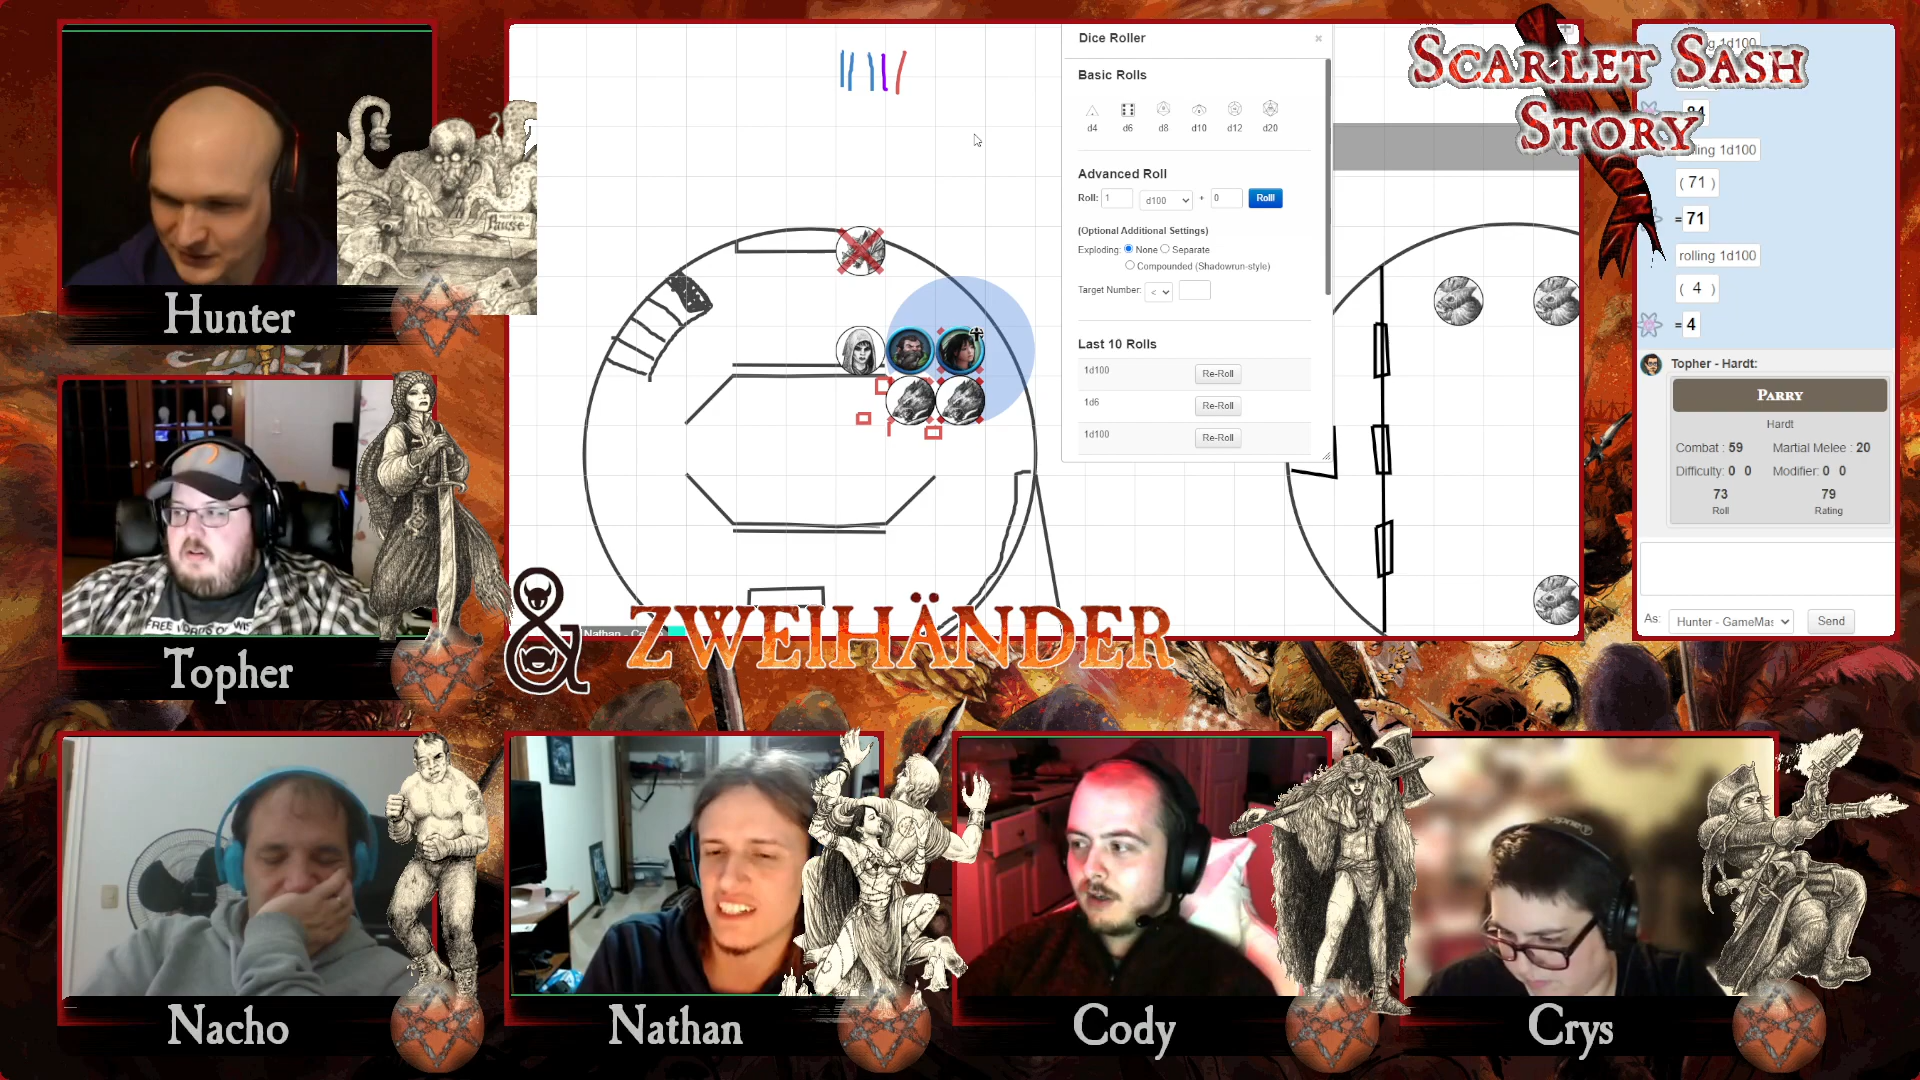 Dice Roller
Basic Rolls
d4 d6 d8 d10 d12 d20
Advanced Roll
Roll: 1 d100 + 0 Roll!
(Optional Additional Settings)
Exploding: None Separate
Compounded (Shadowrun-style)
Target Number: <
Last 10 Rolls
1d100 Re-Roll
1d6 Re-Roll
1d100 Re-Roll
SCARLET SASH
STORY
rolling 1d100
( 71 )
= 71
rolling 1d100
( 4 )
= 4
Topher - Hardt:
PARRY
Hardt
Combat : 59 Martial Melee : 20
Difficulty: 0 0 Modifier: 0 0
73 79
Roll Rating
As: Hunter - GameMas Send
Pause
Hunter
Topher
& ZWEIHÄNDER
Nacho
Nathan
Cody
Crys